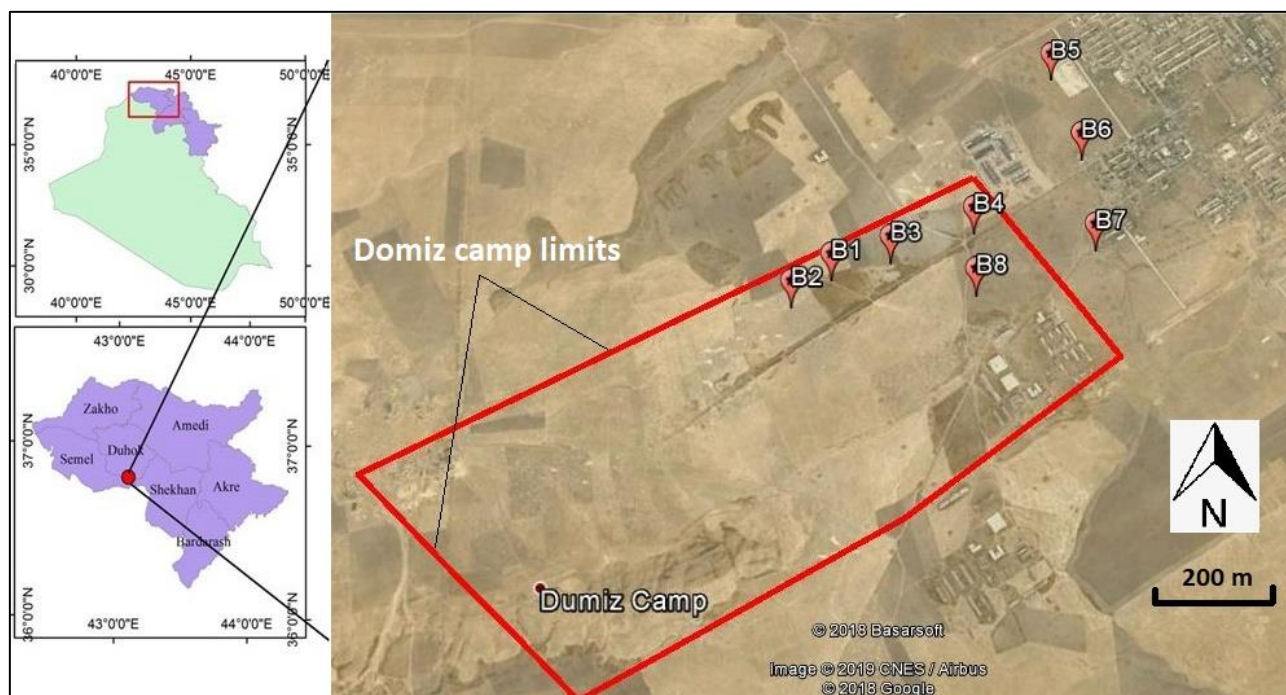 40°0'0"E 45°0'0"E 50°0'0"E
35°0'0"N
35°0'0"N
30°0'0"N
30°0'0"N
40°0'0"E 45°0'0"E 50°0'0"E
43°0'0"E 44°0'0"E
37°0'0"N
37°0'0"N
36°0'0"N
36°0'0"N
Zakho
Amedi
Duhok
Semel
Shekhan
Akre
Bardarash
43°0'0"E 44°0'0"E
B5
B6
B4
B7
B3
B1
B8
B2
Domiz camp limits
Dumiz Camp
N
200 m
© 2018 Basarsoft
Image © 2019 CNES / Airbus
© 2018 Google